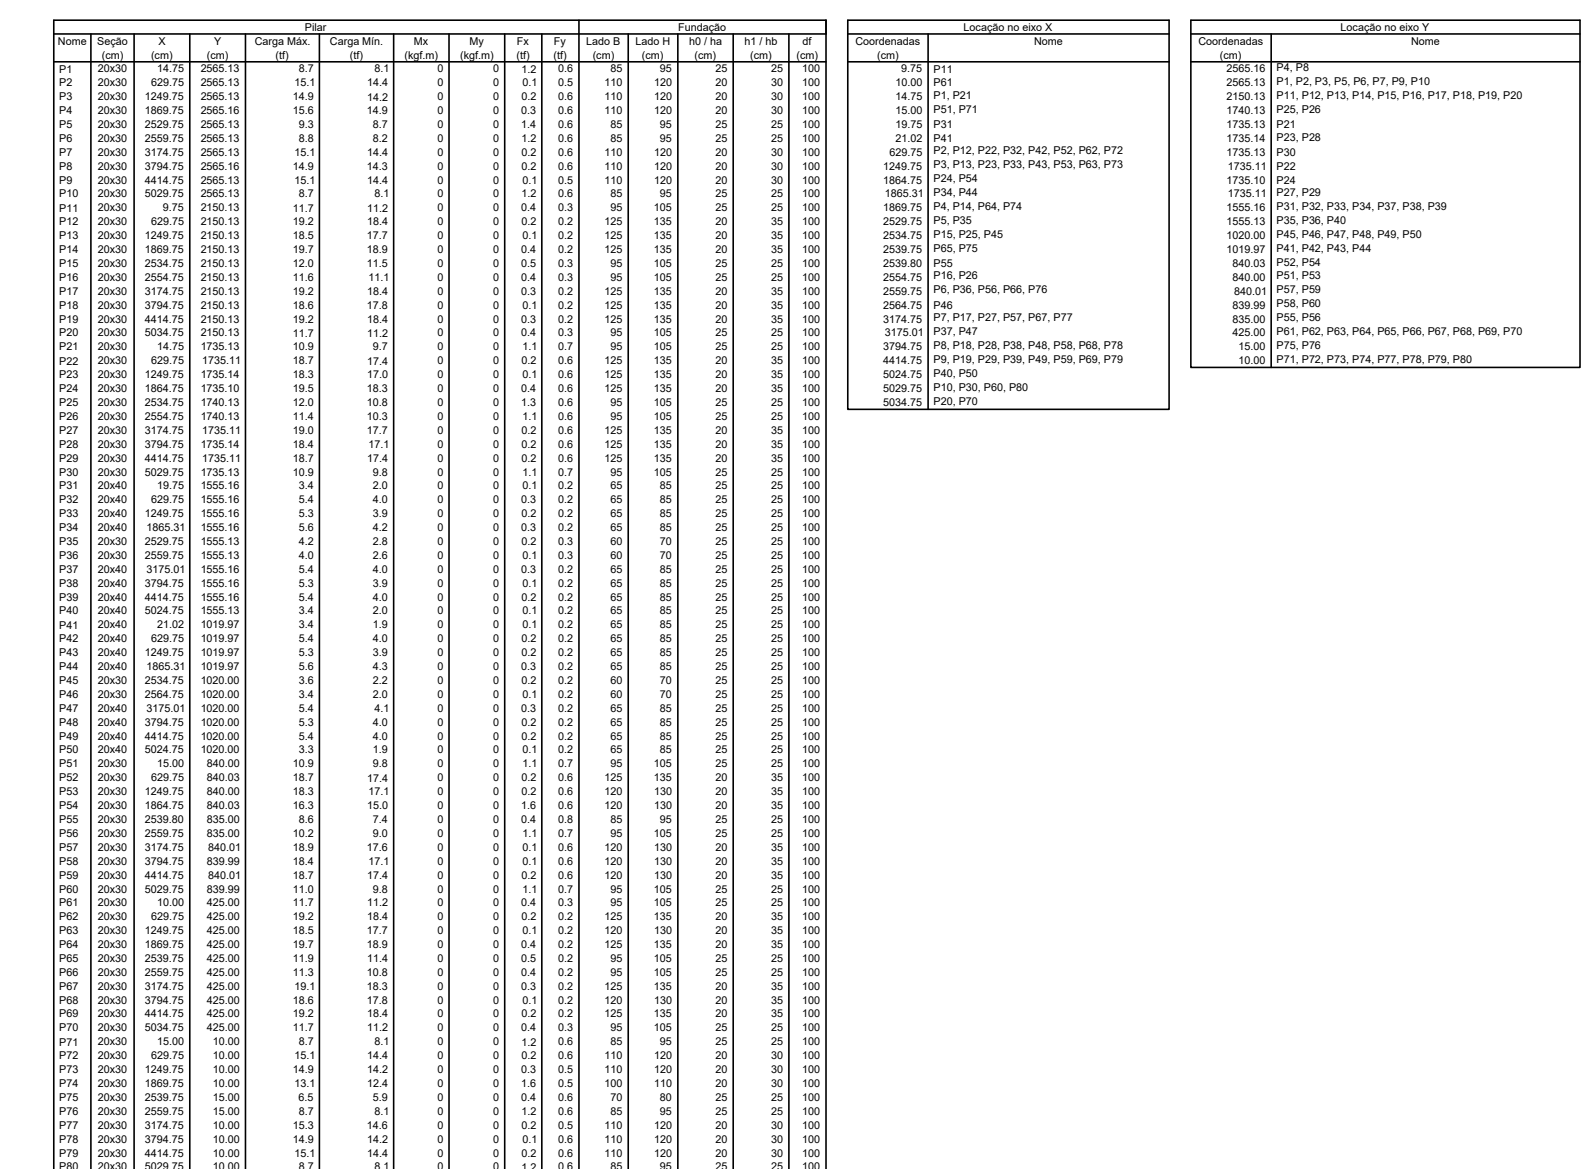 Pilar Fundação
Nome Seção X Y Carga Máx. Carga Mín. Mx My Fx Fy Lado B Lado H h0 / ha h1 / hb df
(cm) (cm) (cm) (tf) (tf) (kgf.m) (kgf.m) (tf) (tf) (cm) (cm) (cm) (cm) (cm)
P1 20x30 14.75 2565.13 8.7 8.1 0 0 1.2 0.6 85 95 25 25 100
P2 20x30 629.75 2565.13 15.1 14.4 0 0 0.1 0.5 110 120 20 30 100
P3 20x30 1249.75 2565.13 14.9 14.2 0 0 0.2 0.6 110 120 20 30 100
P4 20x30 1869.75 2565.16 15.6 14.9 0 0 0.3 0.6 110 120 20 30 100
P5 20x30 2529.75 2565.13 9.3 8.7 0 0 1.4 0.6 85 95 25 25 100
P6 20x30 2559.75 2565.13 8.8 8.2 0 0 1.2 0.6 85 95 25 25 100
P7 20x30 3174.75 2565.13 15.1 14.4 0 0 0.2 0.6 110 120 20 30 100
P8 20x30 3794.75 2565.16 14.9 14.3 0 0 0.2 0.6 110 120 20 30 100
P9 20x30 4414.75 2565.13 15.1 14.4 0 0 0.1 0.5 110 120 20 30 100
P10 20x30 5029.75 2565.13 8.7 8.1 0 0 1.2 0.6 85 95 25 25 100
P11 20x30 9.75 2150.13 11.7 11.2 0 0 0.4 0.3 95 105 25 25 100
P12 20x30 629.75 2150.13 19.2 18.4 0 0 0.2 0.2 125 135 20 35 100
P13 20x30 1249.75 2150.13 18.5 17.7 0 0 0.1 0.2 125 135 20 35 100
P14 20x30 1869.75 2150.13 19.7 18.9 0 0 0.4 0.2 125 135 20 35 100
P15 20x30 2534.75 2150.13 12.0 11.5 0 0 0.5 0.3 95 105 25 25 100
P16 20x30 2554.75 2150.13 11.6 11.1 0 0 0.4 0.3 95 105 25 25 100
P17 20x30 3174.75 2150.13 19.2 18.4 0 0 0.3 0.2 125 135 20 35 100
P18 20x30 3794.75 2150.13 18.6 17.8 0 0 0.1 0.2 125 135 20 35 100
P19 20x30 4414.75 2150.13 19.2 18.4 0 0 0.3 0.2 125 135 20 35 100
P20 20x30 5034.75 2150.13 11.7 11.2 0 0 0.4 0.3 95 105 25 25 100
P21 20x30 14.75 1735.13 10.9 9.7 0 0 1.1 0.7 95 105 25 25 100
P22 20x30 629.75 1735.11 18.7 17.4 0 0 0.2 0.6 125 135 20 35 100
P23 20x30 1249.75 1735.14 18.3 17.0 0 0 0.1 0.6 125 135 20 35 100
P24 20x30 1864.75 1735.10 19.5 18.3 0 0 0.4 0.6 125 135 20 35 100
P25 20x30 2534.75 1740.13 12.0 10.8 0 0 1.3 0.6 95 105 25 25 100
P26 20x30 2554.75 1740.13 11.4 10.3 0 0 1.1 0.6 95 105 25 25 100
P27 20x30 3174.75 1735.11 19.0 17.7 0 0 0.2 0.6 125 135 20 35 100
P28 20x30 3794.75 1735.14 18.4 17.1 0 0 0.2 0.6 125 135 20 35 100
P29 20x30 4414.75 1735.11 18.7 17.4 0 0 0.2 0.6 125 135 20 35 100
P30 20x30 5029.75 1735.13 10.9 9.8 0 0 1.1 0.7 95 105 25 25 100
P31 20x40 19.75 1555.16 3.4 2.0 0 0 0.1 0.2 65 85 25 25 100
P32 20x40 629.75 1555.16 5.4 4.0 0 0 0.3 0.2 65 85 25 25 100
P33 20x40 1249.75 1555.16 5.3 3.9 0 0 0.2 0.2 65 85 25 25 100
P34 20x40 1865.31 1555.16 5.6 4.2 0 0 0.3 0.2 65 85 25 25 100
P35 20x30 2529.75 1555.13 4.2 2.8 0 0 0.2 0.3 60 70 25 25 100
P36 20x30 2559.75 1555.13 4.0 2.6 0 0 0.1 0.3 60 70 25 25 100
P37 20x40 3175.01 1555.16 5.4 4.0 0 0 0.3 0.2 65 85 25 25 100
P38 20x40 3794.75 1555.16 5.3 3.9 0 0 0.1 0.2 65 85 25 25 100
P39 20x40 4414.75 1555.16 5.4 4.0 0 0 0.2 0.2 65 85 25 25 100
P40 20x40 5024.75 1555.13 3.4 2.0 0 0 0.1 0.2 65 85 25 25 100
P41 20x40 21.02 1019.97 3.4 1.9 0 0 0.1 0.2 65 85 25 25 100
P42 20x40 629.75 1019.97 5.4 4.0 0 0 0.2 0.2 65 85 25 25 100
P43 20x40 1249.75 1019.97 5.3 3.9 0 0 0.2 0.2 65 85 25 25 100
P44 20x40 1865.31 1019.97 5.6 4.3 0 0 0.3 0.2 65 85 25 25 100
P45 20x30 2534.75 1020.00 3.6 2.2 0 0 0.2 0.2 60 70 25 25 100
P46 20x30 2564.75 1020.00 3.4 2.0 0 0 0.1 0.2 60 70 25 25 100
P47 20x40 3175.01 1020.00 5.4 4.1 0 0 0.3 0.2 65 85 25 25 100
P48 20x40 3794.75 1020.00 5.3 4.0 0 0 0.2 0.2 65 85 25 25 100
P49 20x40 4414.75 1020.00 5.4 4.0 0 0 0.2 0.2 65 85 25 25 100
P50 20x40 5024.75 1020.00 3.3 1.9 0 0 0.1 0.2 65 85 25 25 100
P51 20x30 15.00 840.00 10.9 9.8 0 0 1.1 0.7 95 105 25 25 100
P52 20x30 629.75 840.03 18.7 17.4 0 0 0.2 0.6 125 135 20 35 100
P53 20x30 1249.75 840.00 18.3 17.1 0 0 0.2 0.6 120 130 20 35 100
P54 20x30 1864.75 840.03 16.3 15.0 0 0 1.6 0.6 120 130 20 35 100
P55 20x30 2539.80 835.00 8.6 7.4 0 0 0.4 0.8 85 95 25 25 100
P56 20x30 2559.75 835.00 10.2 9.0 0 0 1.1 0.7 95 105 25 25 100
P57 20x30 3174.75 840.01 18.9 17.6 0 0 0.1 0.6 120 130 20 35 100
P58 20x30 3794.75 839.99 18.4 17.1 0 0 0.1 0.6 120 130 20 35 100
P59 20x30 4414.75 840.01 18.7 17.4 0 0 0.2 0.6 120 130 20 35 100
P60 20x30 5029.75 839.99 11.0 9.8 0 0 1.1 0.7 95 105 25 25 100
P61 20x30 10.00 425.00 11.7 11.2 0 0 0.4 0.3 95 105 25 25 100
P62 20x30 629.75 425.00 19.2 18.4 0 0 0.2 0.2 125 135 20 35 100
P63 20x30 1249.75 425.00 18.5 17.7 0 0 0.1 0.2 120 130 20 35 100
P64 20x30 1869.75 425.00 19.7 18.9 0 0 0.4 0.2 125 135 20 35 100
P65 20x30 2539.75 425.00 11.9 11.4 0 0 0.5 0.2 95 105 25 25 100
P66 20x30 2559.75 425.00 11.3 10.8 0 0 0.4 0.2 95 105 25 25 100
P67 20x30 3174.75 425.00 19.1 18.3 0 0 0.3 0.2 125 135 20 35 100
P68 20x30 3794.75 425.00 18.6 17.8 0 0 0.1 0.2 120 130 20 35 100
P69 20x30 4414.75 425.00 19.2 18.4 0 0 0.2 0.2 125 135 20 35 100
P70 20x30 5034.75 425.00 11.7 11.2 0 0 0.4 0.3 95 105 25 25 100
P71 20x30 15.00 10.00 8.7 8.1 0 0 1.2 0.6 85 95 25 25 100
P72 20x30 629.75 10.00 15.1 14.4 0 0 0.2 0.6 110 120 20 30 100
P73 20x30 1249.75 10.00 14.9 14.2 0 0 0.3 0.5 110 120 20 30 100
P74 20x30 1869.75 10.00 13.1 12.4 0 0 1.6 0.5 100 110 20 30 100
P75 20x30 2539.75 15.00 6.5 5.9 0 0 0.4 0.6 70 80 25 25 100
P76 20x30 2559.75 15.00 8.7 8.1 0 0 1.2 0.6 85 95 25 25 100
P77 20x30 3174.75 10.00 15.3 14.6 0 0 0.2 0.5 110 120 20 30 100
P78 20x30 3794.75 10.00 14.9 14.2 0 0 0.1 0.6 110 120 20 30 100
P79 20x30 4414.75 10.00 15.1 14.4 0 0 0.2 0.6 110 120 20 30 100
P80 20x30 5029.75 10.00 8.7 8.1 0 0 1.2 0.6 85 95 25 25 100
Locação no eixo X
Coordenadas Nome
(cm)
9.75 P11
10.00 P61
14.75 P1, P21
15.00 P51, P71
19.75 P31
21.02 P41
629.75 P2, P12, P22, P32, P42, P52, P62, P72
1249.75 P3, P13, P23, P33, P43, P53, P63, P73
1864.75 P24, P54
1865.31 P34, P44
1869.75 P4, P14, P64, P74
2529.75 P5, P35
2534.75 P15, P25, P45
2539.75 P65, P75
2539.80 P55
2554.75 P16, P26
2559.75 P6, P36, P56, P66, P76
2564.75 P46
3174.75 P7, P17, P27, P57, P67, P77
3175.01 P37, P47
3794.75 P8, P18, P28, P38, P48, P58, P68, P78
4414.75 P9, P19, P29, P39, P49, P59, P69, P79
5024.75 P40, P50
5029.75 P10, P30, P60, P80
5034.75 P20, P70
Locação no eixo Y
Coordenadas Nome
(cm)
2565.16 P4, P8
2565.13 P1, P2, P3, P5, P6, P7, P9, P10
2150.13 P11, P12, P13, P14, P15, P16, P17, P18, P19, P20
1740.13 P25, P26
1735.13 P21
1735.14 P23, P28
1735.13 P30
1735.11 P22
1735.10 P24
1735.11 P27, P29
1555.16 P31, P32, P33, P34, P37, P38, P39
1555.13 P35, P36, P40
1020.00 P45, P46, P47, P48, P49, P50
1019.97 P41, P42, P43, P44
840.03 P52, P54
840.00 P51, P53
840.01 P57, P59
839.99 P58, P60
835.00 P55, P56
425.00 P61, P62, P63, P64, P65, P66, P67, P68, P69, P70
15.00 P75, P76
10.00 P71, P72, P73, P74, P77, P78, P79, P80